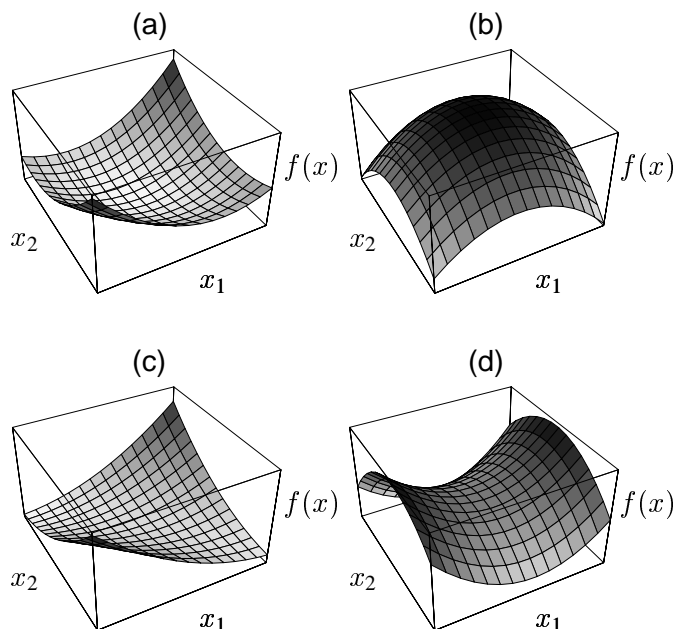 (a)
f(x)
x₂
x₁
(b)
f(x)
x₂
x₁
(c)
f(x)
x₂
x₁
(d)
f(x)
x₂
x₁